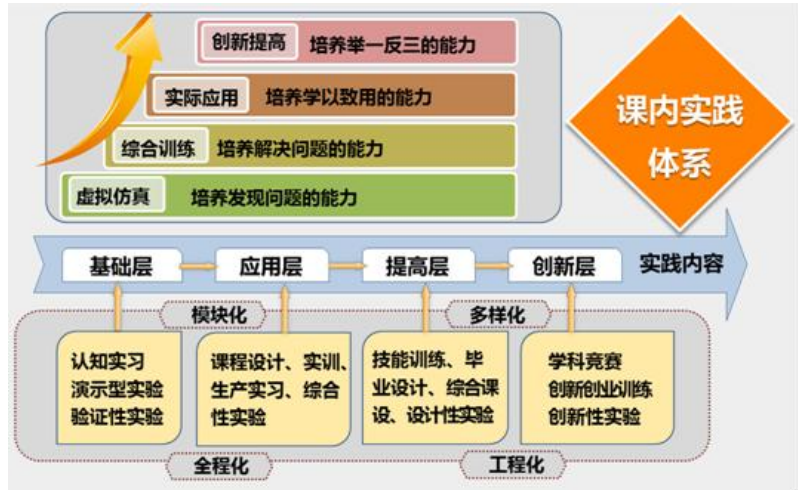 创新提高 培养举一反三的能力
实际应用 培养学以致用的能力
综合训练 培养解决问题的能力
虚拟仿真 培养发现问题的能力
课内实践
体系
基础层 应用层 提高层 创新层 实践内容
模块化 多样化
认知实习
演示型实验
验证性实验
课程设计、实训、
生产实习、综合
性实验
技能训练、毕
业设计、综合课
设、设计性实验
学科竞赛
创新创业训练
创新性实验
全程化 工程化